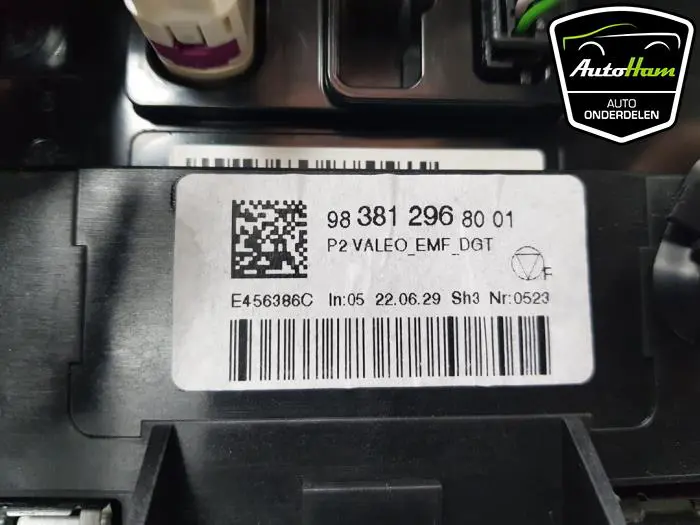 AutoHam
AUTO
ONDERDELEN
98 381 296 80 01
P2 VALEO_EMF_DGT
F
E456386C In:05 22.06.29 Sh3 Nr:0523